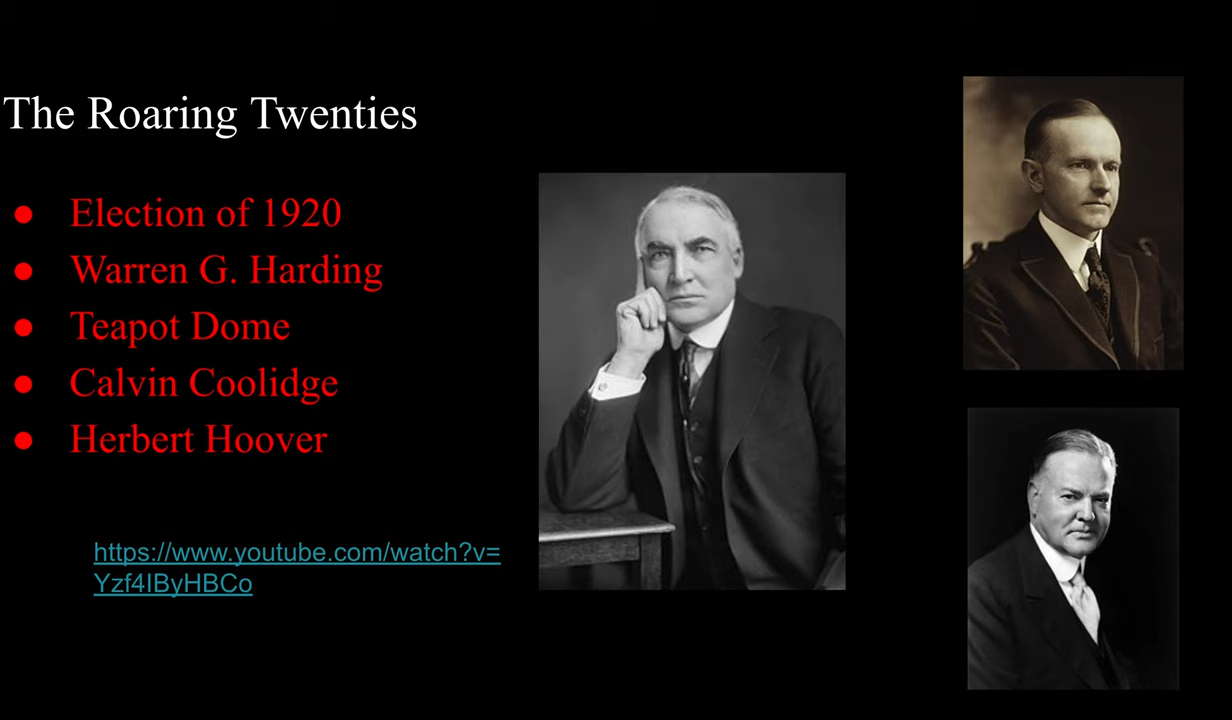 The Roaring Twenties
● Election of 1920
● Warren G. Harding
● Teapot Dome
● Calvin Coolidge
● Herbert Hoover
https://www.youtube.com/watch?v=
Yzf4IByHBCo